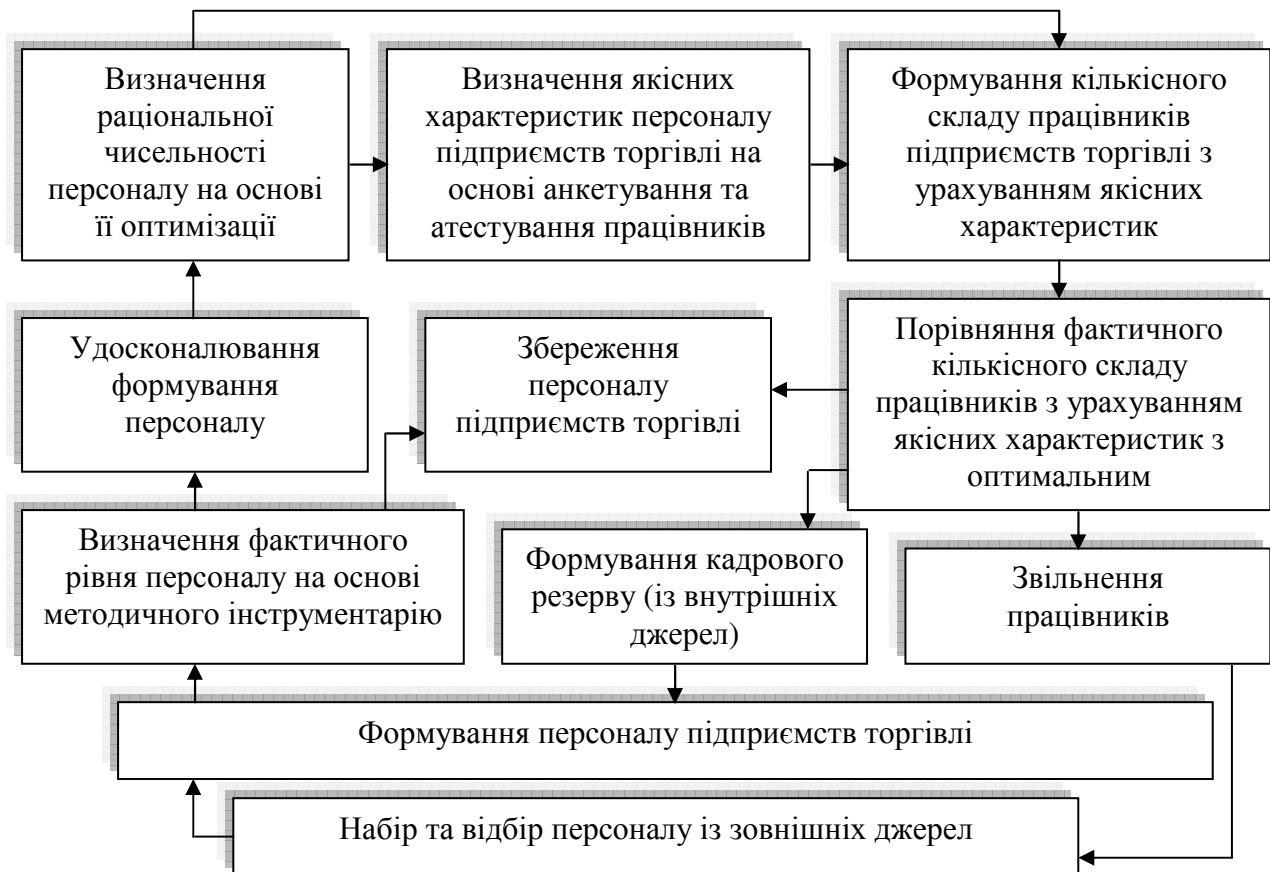 Визначення
раціональної
чисельності
персоналу на основі
її оптимізації
Визначення якісних
характеристик персоналу
підприємств торгівлі на
основі анкетування та
атестування працівників
Формування кількісного
складу працівників
підприємств торгівлі з
урахуванням якісних
характеристик
Удосконалювання
формування
персоналу
Збереження
персоналу
підприємств торгівлі
Порівняння фактичного
кількісного складу
працівників з урахуванням
якісних характеристик з
оптимальним
Визначення фактичного
рівня персоналу на основі
методичного інструментарію
Формування кадрового
резерву (із внутрішніх
джерел)
Звільнення
працівників
Формування персоналу підприємств торгівлі
Набір та відбір персоналу із зовнішніх джерел